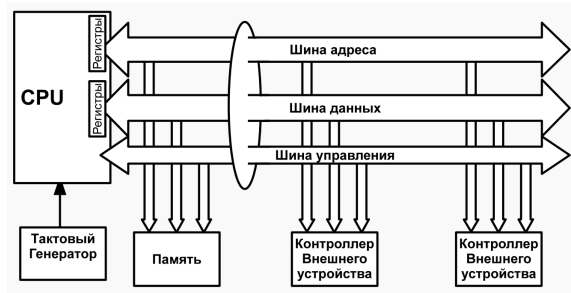 Регистры
Шина адреса
CPU
Регистры
Шина данных
Шина управления
Тактовый
Генератор
Память
Контроллер
Внешнего
устройства
Контроллер
Внешнего
устройства